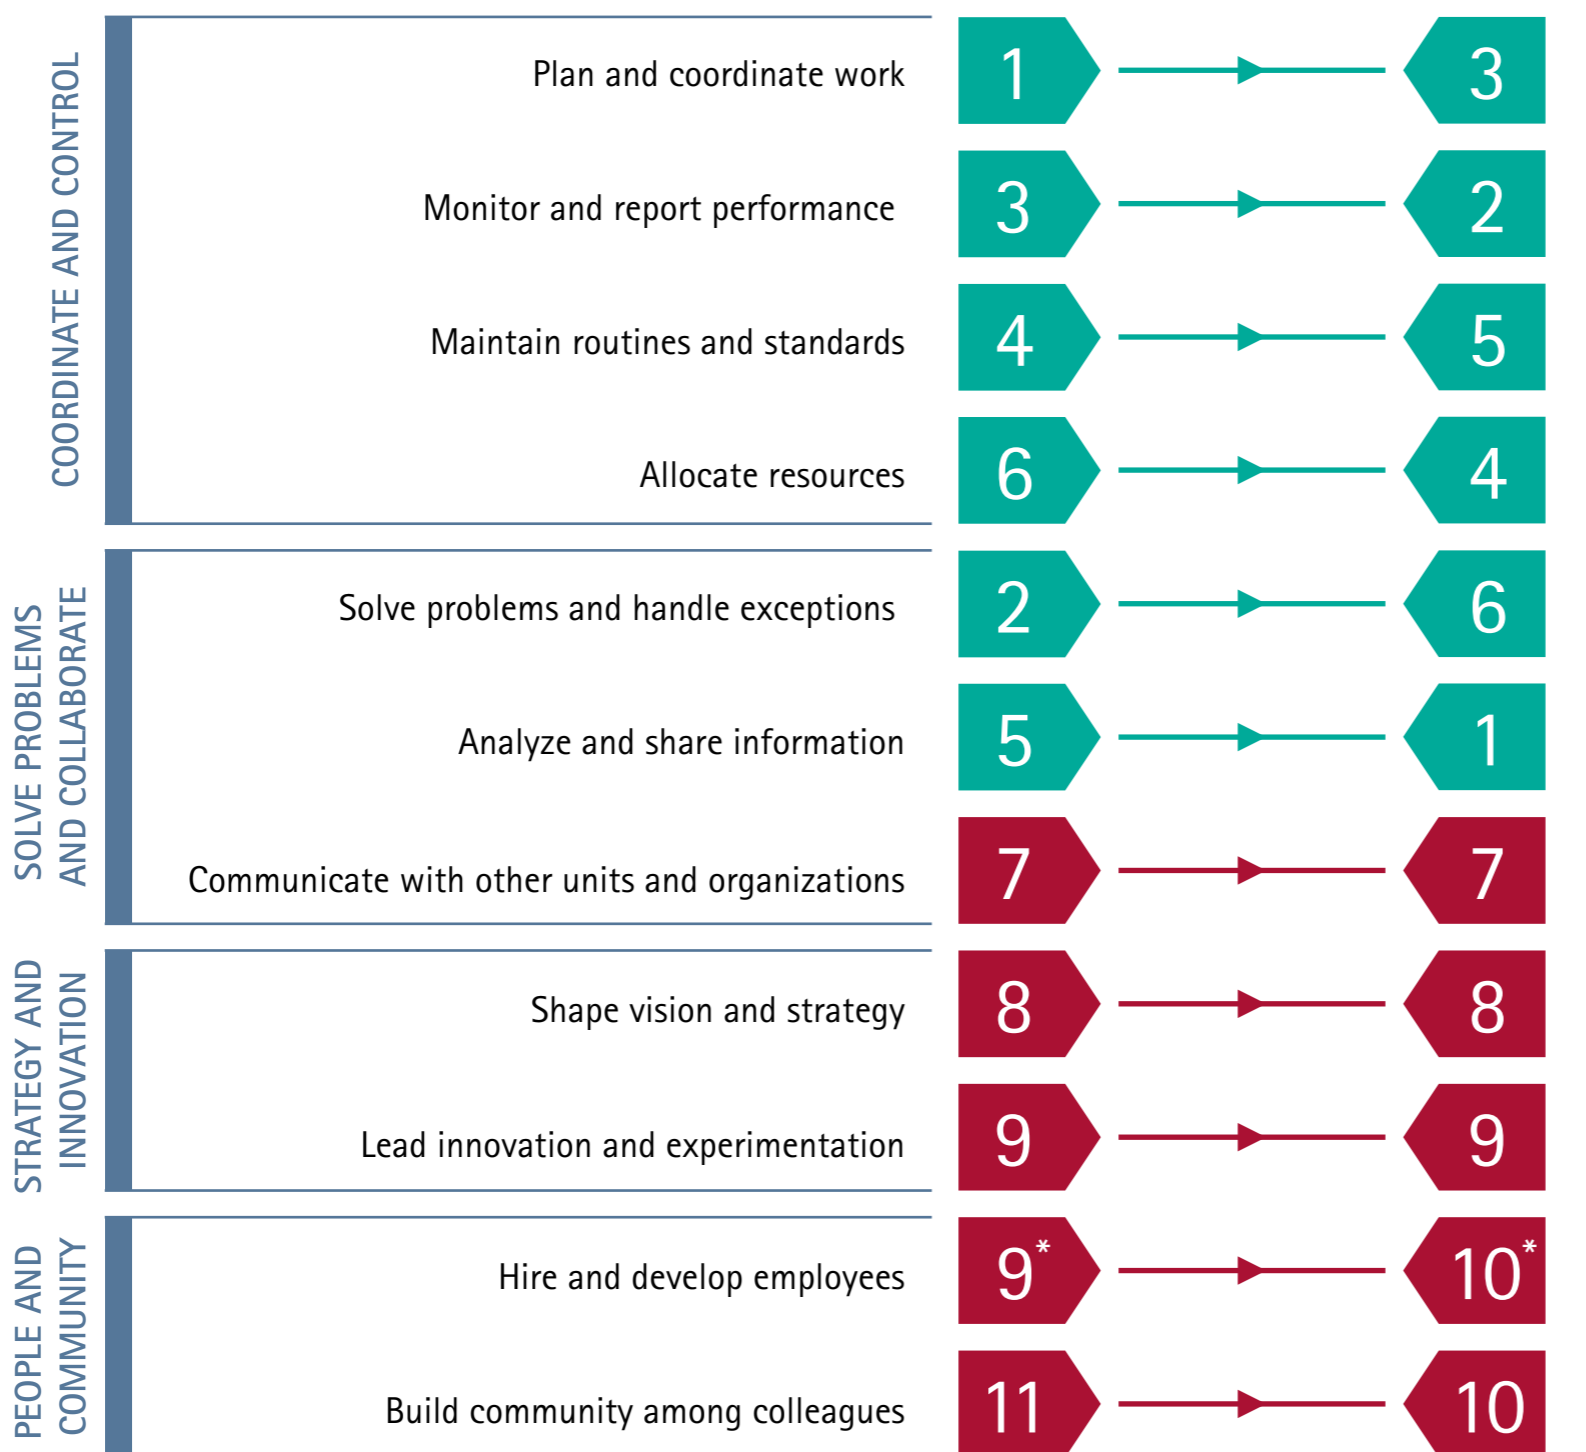 COORDINATE AND CONTROL
Plan and coordinate work 1 3
Monitor and report performance 3 2
Maintain routines and standards 4 5
Allocate resources 6 4
SOLVE PROBLEMS
AND COLLABORATE
Solve problems and handle exceptions 2 6
Analyze and share information 5 1
Communicate with other units and organizations 7 7
STRATEGY AND
INNOVATION
Shape vision and strategy 8 8
Lead innovation and experimentation 9 9
PEOPLE AND
COMMUNITY
Hire and develop employees 9* 10*
Build community among colleagues 11 10